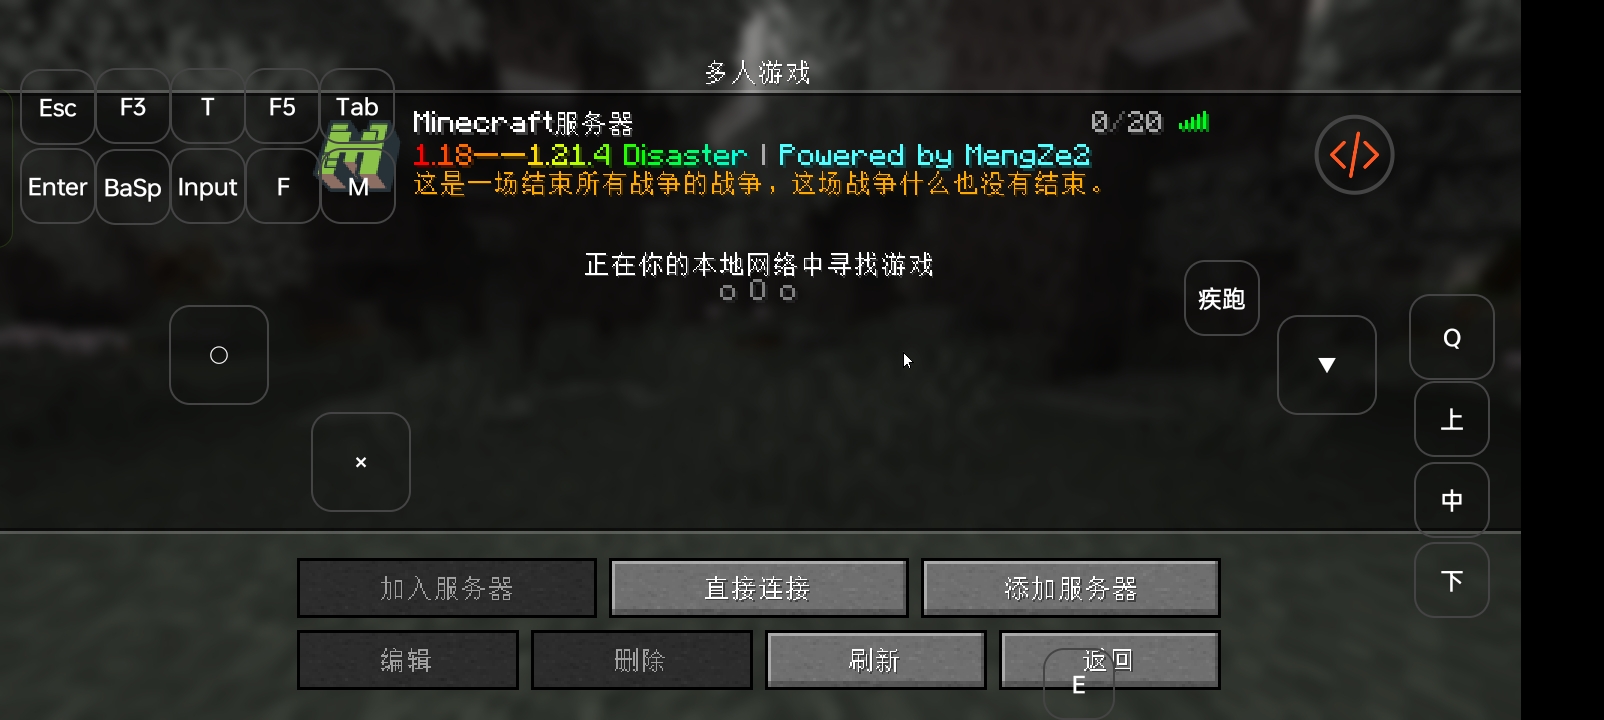 多人游戏
Esc F3 T F5 Tab
Minecraft服务器 0/20
1.18——1.21.4 Disaster | Powered by MengZe2
</>
Enter BaSp Input F M
这是一场结束所有战争的战争，这场战争什么也没有结束。
正在你的本地网络中寻找游戏
o O o
疾跑
○
▼
Q
上
×
中
下
加入服务器 直接连接 添加服务器
编辑 删除 刷新 返回
E